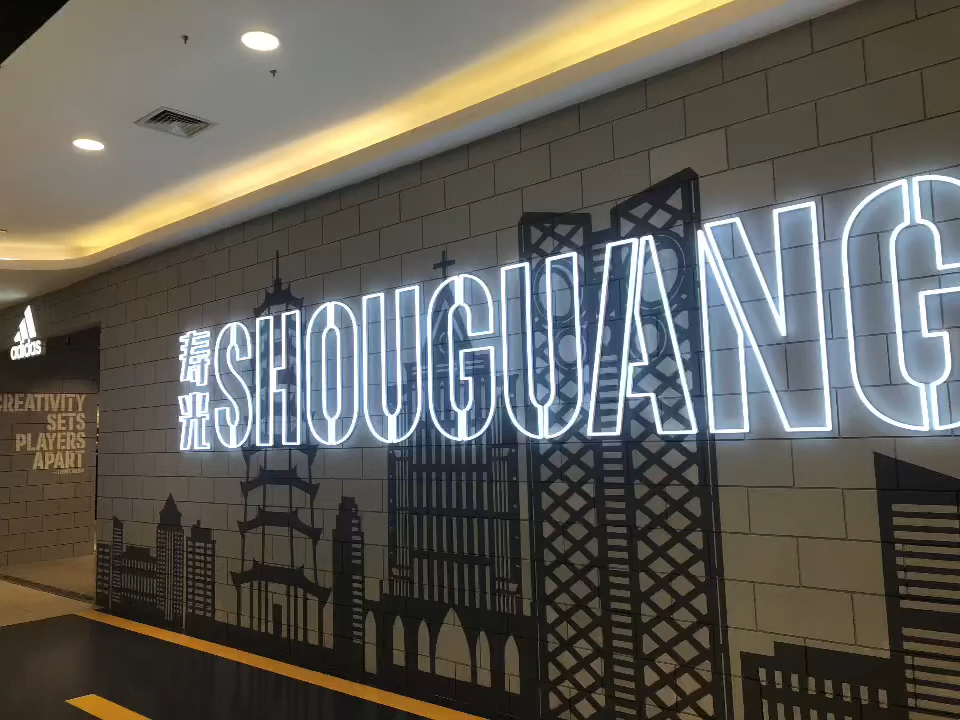 adidas
CREATIVITY
SETS
PLAYERS
APART
寿光
SHOUGUANG